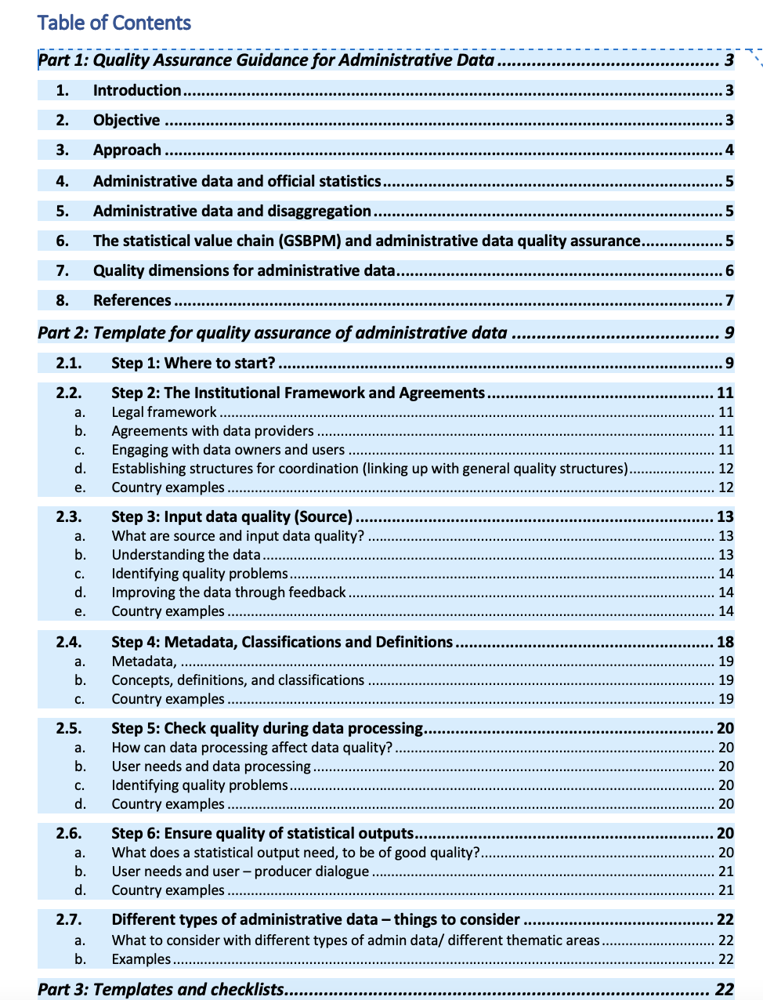 Table of Contents
Part 1: Quality Assurance Guidance for Administrative Data ............................................ 3
1. Introduction ............................................ 3
2. Objective ............................................ 3
3. Approach ............................................ 4
4. Administrative data and official statistics ............................................ 5
5. Administrative data and disaggregation ............................................ 5
6. The statistical value chain (GSBPM) and administrative data quality assurance ................. 5
7. Quality dimensions for administrative data ............................................ 6
8. References ............................................ 7
Part 2: Template for quality assurance of administrative data ............................................ 9
2.1. Step 1: Where to start? ............................................ 9
2.2. Step 2: The Institutional Framework and Agreements ............................................ 11
a. Legal framework ............................................ 11
b. Agreements with data providers ............................................ 11
c. Engaging with data owners and users ............................................ 11
d. Establishing structures for coordination (linking up with general quality structures) ...................... 12
e. Country examples ............................................ 12
2.3. Step 3: Input data quality (Source) ............................................ 13
a. What are source and input data quality? ............................................ 13
b. Understanding the data ............................................ 13
c. Identifying quality problems ............................................ 14
d. Improving the data through feedback ............................................ 14
e. Country examples ............................................ 14
2.4. Step 4: Metadata, Classifications and Definitions ............................................ 18
a. Metadata, ............................................ 19
b. Concepts, definitions, and classifications ............................................ 19
c. Country examples ............................................ 19
2.5. Step 5: Check quality during data processing ............................................ 20
a. How can data processing affect data quality? ............................................ 20
b. User needs and data processing ............................................ 20
c. Identifying quality problems ............................................ 20
d. Country examples ............................................ 20
2.6. Step 6: Ensure quality of statistical outputs ............................................ 20
a. What does a statistical output need, to be of good quality? ............................................ 20
b. User needs and user – producer dialogue ............................................ 21
d. Country examples ............................................ 21
2.7. Different types of administrative data – things to consider ............................................ 22
a. What to consider with different types of admin data/ different thematic areas .............................. 22
b. Examples ............................................ 22
Part 3: Templates and checklists ............................................ 22